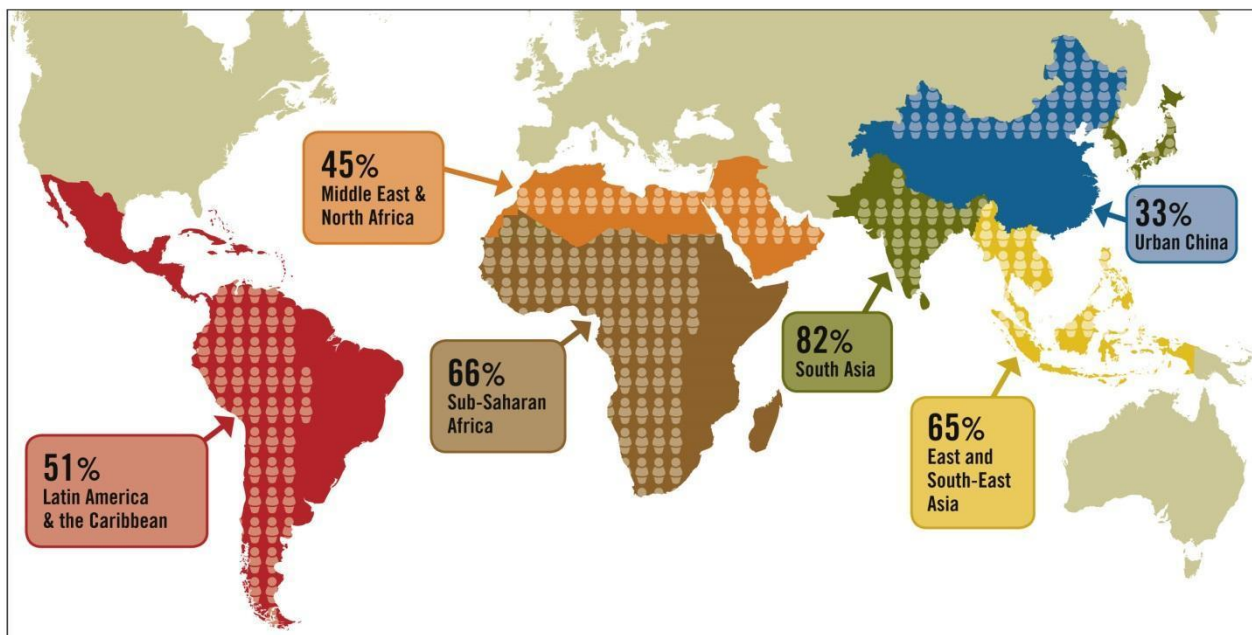 45%
Middle East &
North Africa
33%
Urban China
82%
South Asia
66%
Sub-Saharan
Africa
65%
East and
South-East
Asia
51%
Latin America
& the Caribbean